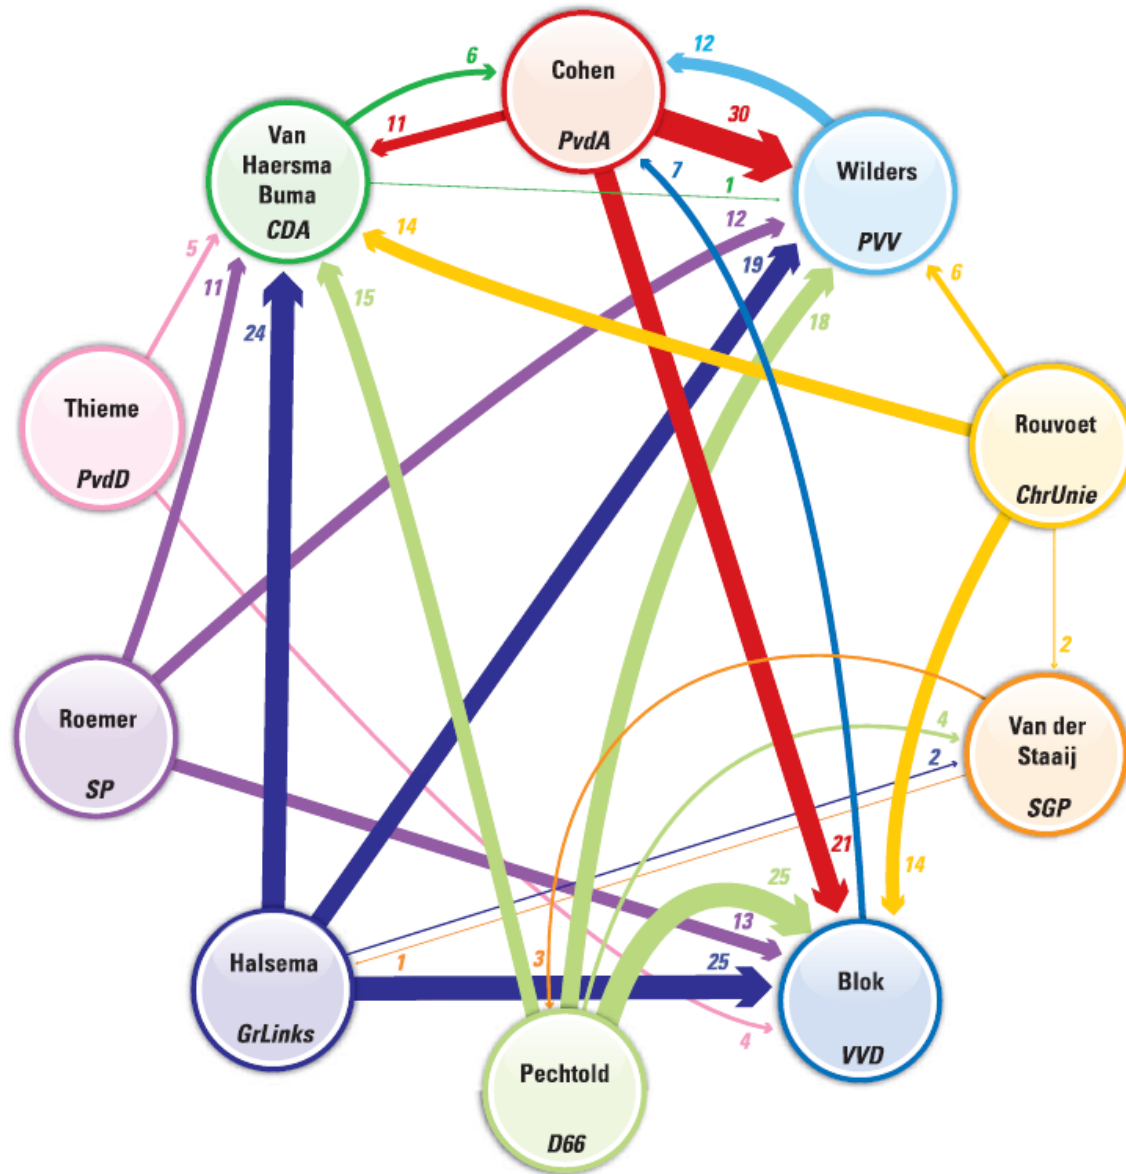 Cohen
PvdA
Van
Haersma
Buma
CDA
Wilders
PVV
Thieme
PvdD
Rouvoet
ChrUnie
Roemer
SP
Van der
Staaij
SGP
Halsema
GrLinks
Blok
VVD
Pechtold
D66
6
12
11
30
7
1
5
14
12
11
19
6
15
24
18
2
4
2
21
14
25
13
3
1
25
4